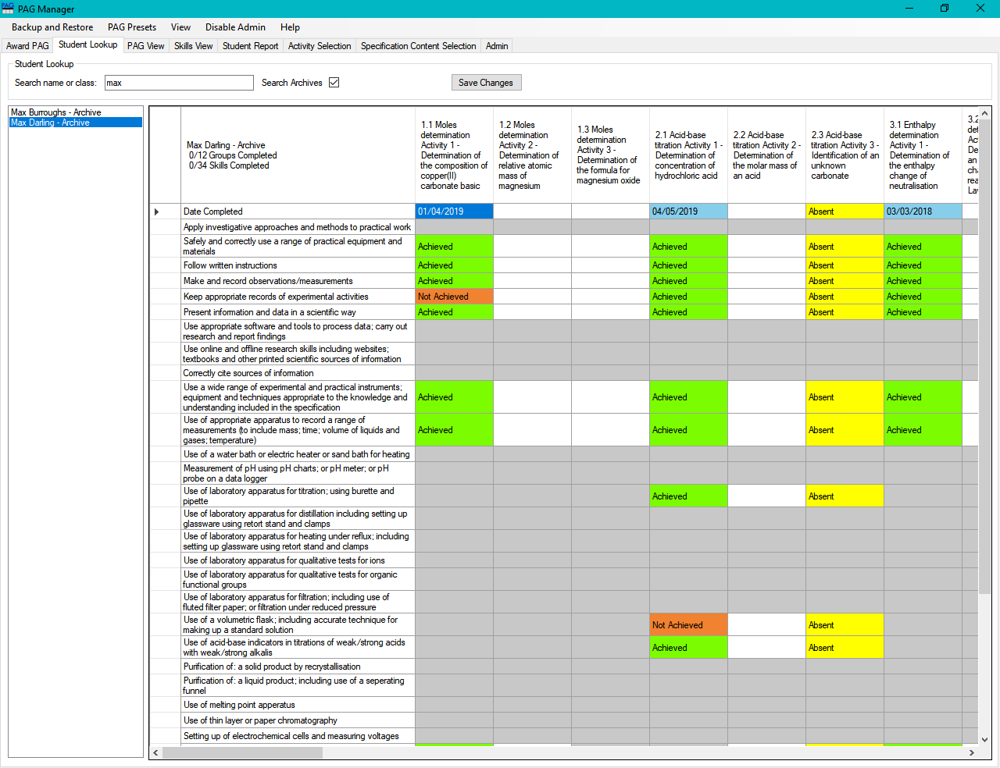 PAG Manager
Backup and Restore PAG Presets View Disable Admin Help
Award PAG Student Lookup PAG View Skills View Student Report Activity Selection Specification Content Selection Admin
Student Lookup
Search name or class: max Search Archives Save Changes
Max Burroughs - Archive
Max Darling - Archive
Max Darling - Archive
0/12 Groups Completed
0/34 Skills Completed
1.1 Moles
determination
Activity 1 -
Determination of
the composition of
copper(II)
carbonate basic
1.2 Moles
determination
Activity 2 -
Determination of
relative atomic
mass of
magnesium
1.3 Moles
determination
Activity 3 -
Determination of
the formula for
magnesium oxide
2.1 Acid-base
titration Activity 1 -
Determination of
concentration of
hydrochloric acid
2.2 Acid-base
titration Activity 2 -
Determination of
the molar mass of
an acid
2.3 Acid-base
titration Activity 3 -
Identification of an
unknown
carbonate
3.1 Enthalpy
determination
Activity 1 -
Determination of
the enthalpy
change of
neutralisation
Date Completed 01/04/2019 04/05/2019 Absent 03/03/2018
Apply investigative approaches and methods to practical work
Safely and correctly use a range of practical equipment and
materials
Achieved Achieved Absent Achieved
Follow written instructions Achieved Achieved Absent Achieved
Make and record observations/measurements Achieved Achieved Absent Achieved
Keep appropriate records of experimental activities Not Achieved Achieved Absent Achieved
Present information and data in a scientific way Achieved Achieved Absent Achieved
Use appropriate software and tools to process data; carry out
research and report findings
Use online and offline research skills including websites;
textbooks and other printed scientific sources of information
Correctly cite sources of information
Use a wide range of experimental and practical instruments;
equipment and techniques appropriate to the knowledge and
understanding included in the specification
Achieved Achieved Absent Achieved
Use of appropriate apparatus to record a range of
measurements (to include mass; time; volume of liquids and
gases; temperature)
Achieved Achieved Absent Achieved
Use of a water bath or electric heater or sand bath for heating
Measurement of pH using pH charts; or pH meter; or pH
probe on a data logger
Use of laboratory apparatus for titration; using burette and
pipette
Achieved Absent
Use of laboratory apparatus for distillation including setting up
glassware using retort stand and clamps
Use of laboratory apparatus for heating under reflux; including
setting up glassware using retort stand and clamps
Use of laboratory apparatus for qualitative tests for ions
Use of laboratory apparatus for qualitative tests for organic
functional groups
Use of laboratory apparatus for filtration; including use of
fluted filter paper; or filtration under reduced pressure
Use of a volumetric flask; including accurate technique for
making up a standard solution
Not Achieved Absent
Use of acid-base indicators in titrations of weak/strong acids
with weak/strong alkalis
Achieved Absent
Purification of: a solid product by recrystallisation
Purification of: a liquid product; including use of a seperating
funnel
Use of melting point apparatus
Use of thin layer or paper chromatography
Setting up of electrochemical cells and measuring voltages